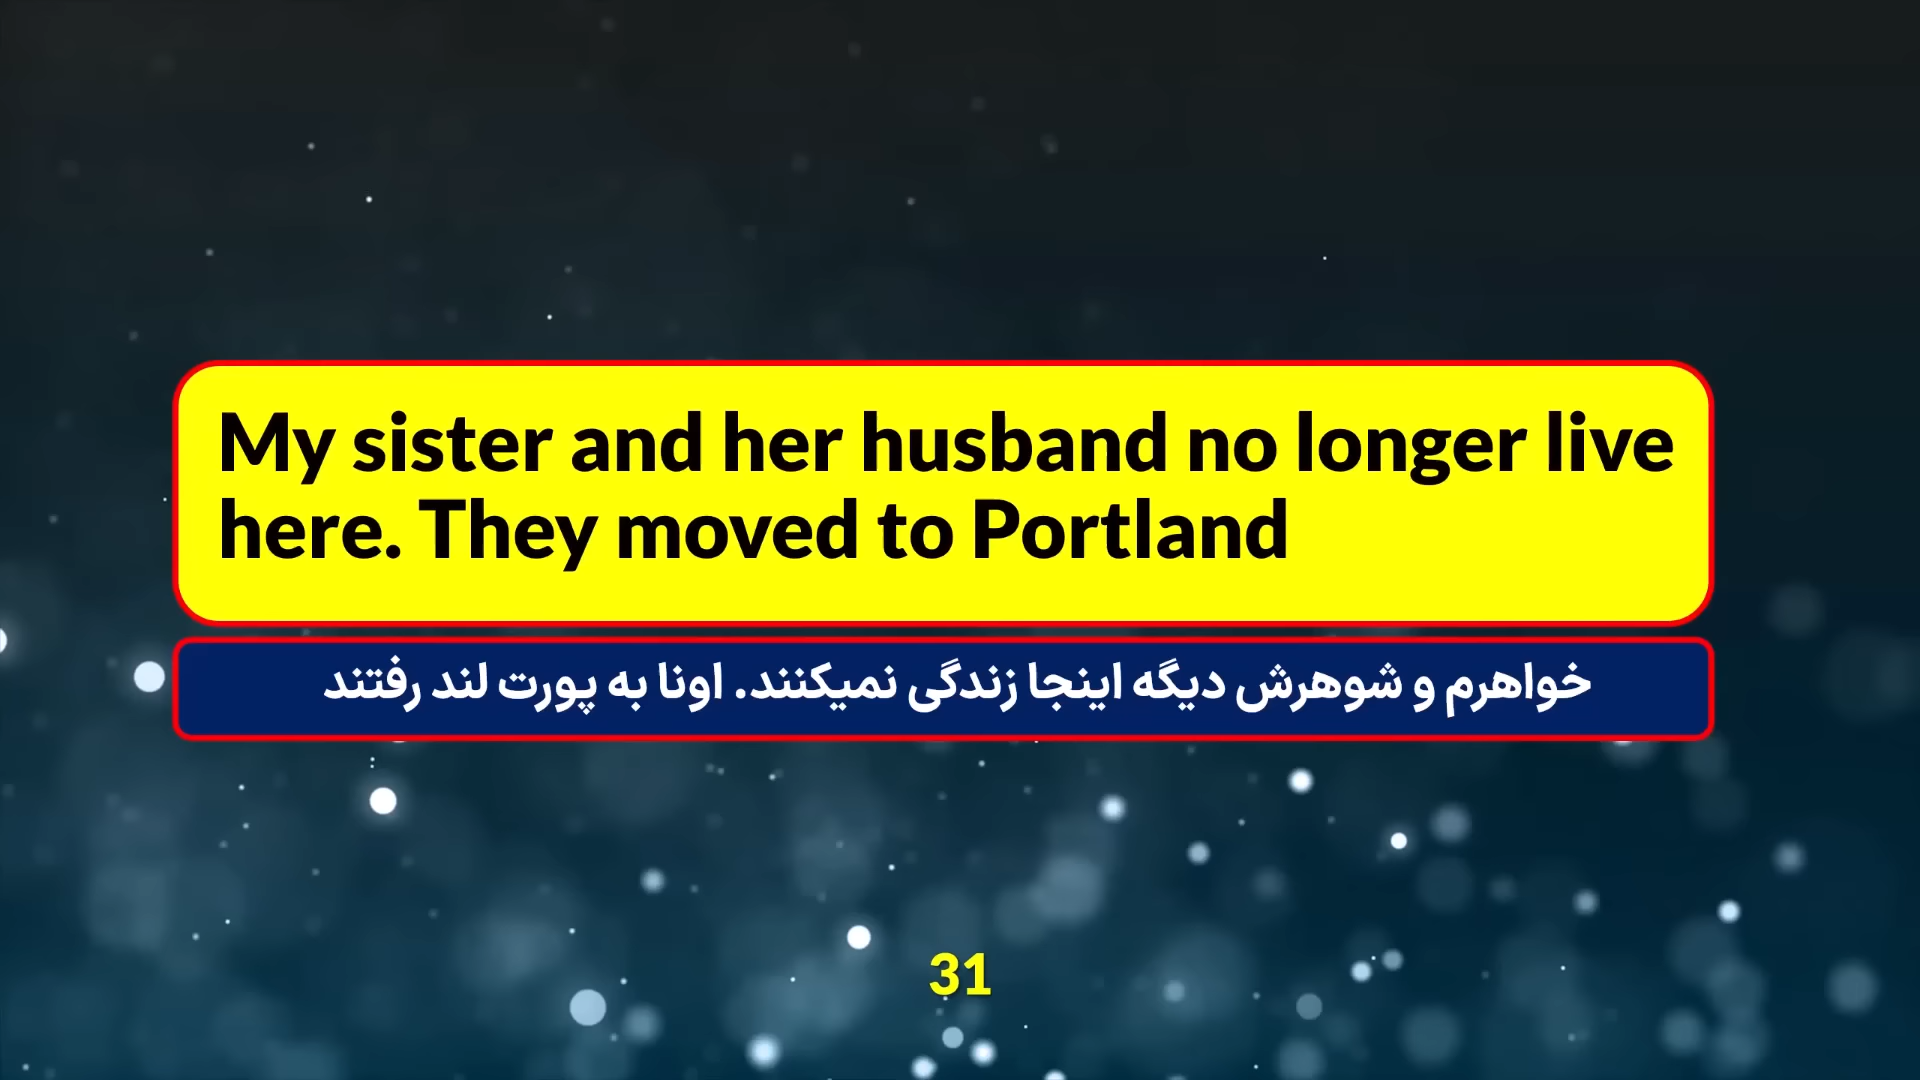 My sister and her husband no longer live
here. They moved to Portland
خواهرم و شوهرش دیگه اینجا زندگی نمیکنند. اونا به پورت لند رفتند
31